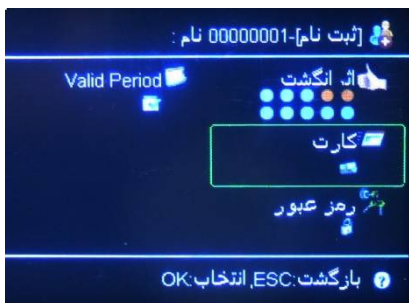 [ثبت نام]-00000001 نام :
اثر انگشت
Valid Period
کارت
رمز عبور
بازگشت:ESC, انتخاب:OK